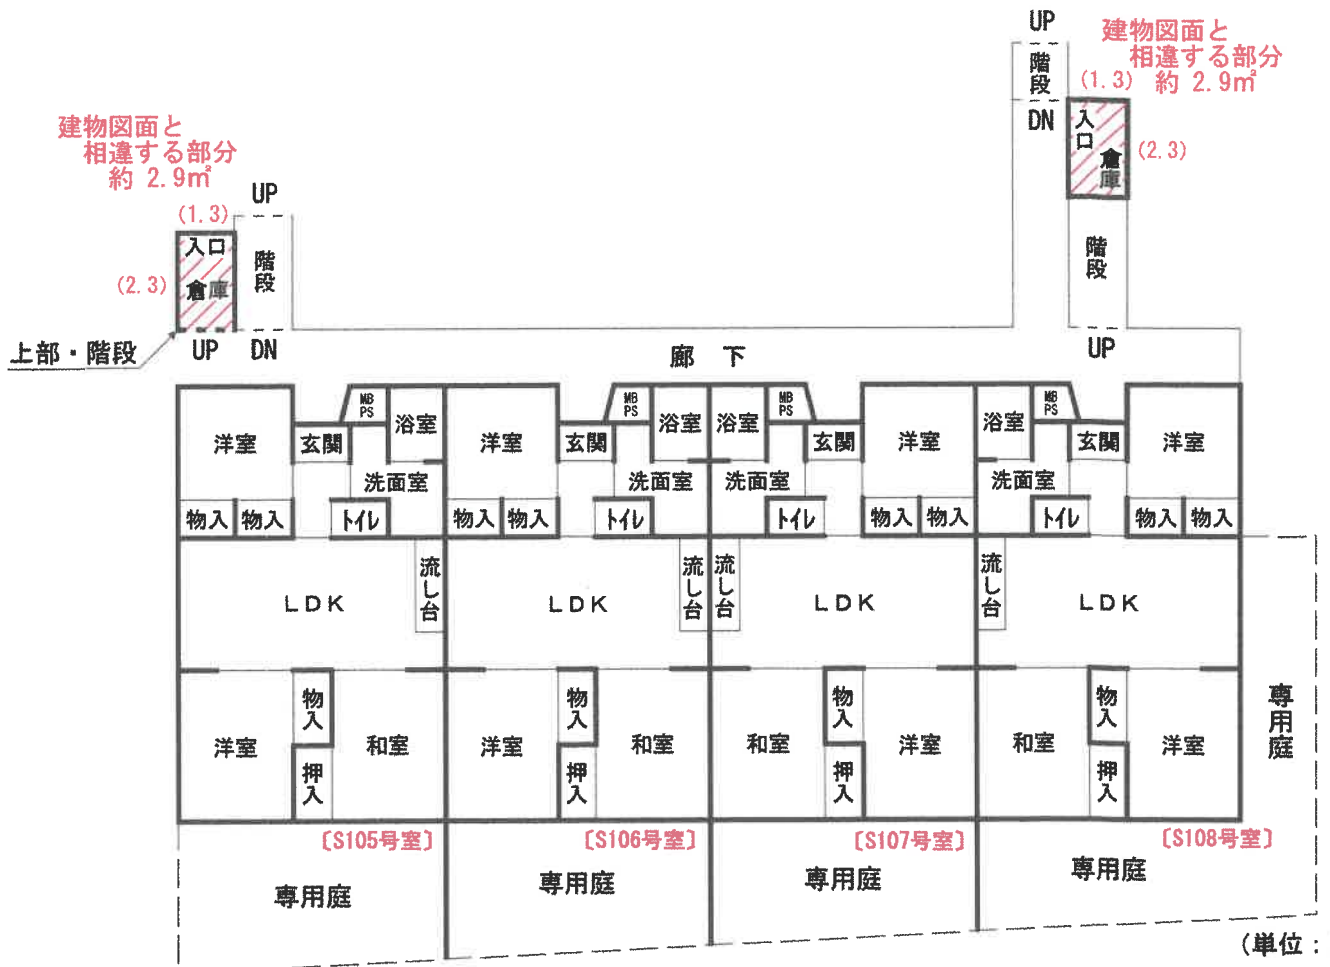 UP
建物図面と
相違する部分
(1.3) 約 2.9㎡
階段
DN
入口
倉庫
(2.3)
階段
UP
建物図面と
相違する部分
約 2.9㎡
(1.3)
UP
入口
(2.3)
倉庫
階段
上部・階段
UP
DN
廊 下
洋室
玄関
MB
PS
浴室
洗面室
物入
物入
トイレ
洋室
玄関
MB
PS
浴室
洗面室
物入
物入
トイレ
浴室
MB
PS
玄関
洋室
洗面室
トイレ
物入
物入
浴室
MB
PS
玄関
洋室
洗面室
トイレ
物入
物入
LDK
流し台
LDK
流し台
流し台
LDK
流し台
LDK
洋室
物入
押入
和室
洋室
物入
押入
和室
和室
物入
押入
洋室
和室
物入
押入
洋室
専用庭
〔S105号室〕
〔S106号室〕
〔S107号室〕
〔S108号室〕
専用庭
専用庭
専用庭
専用庭
(単位: